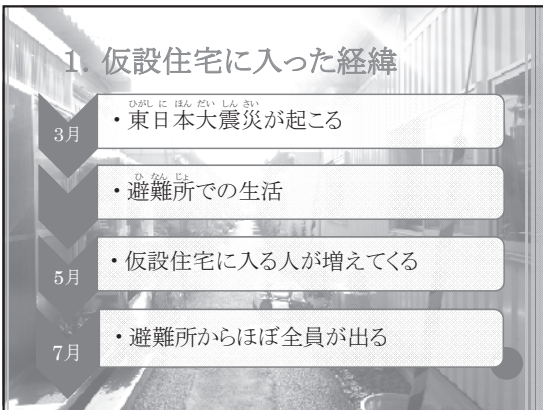 1. 仮設住宅に入った経緯
ひがし に ほん だい しん さい
3月
・東日本大震災が起こる
ひ なん じょ
・避難所での生活
5月
・仮設住宅に入る人が増えてくる
7月
・避難所からほぼ全員が出る